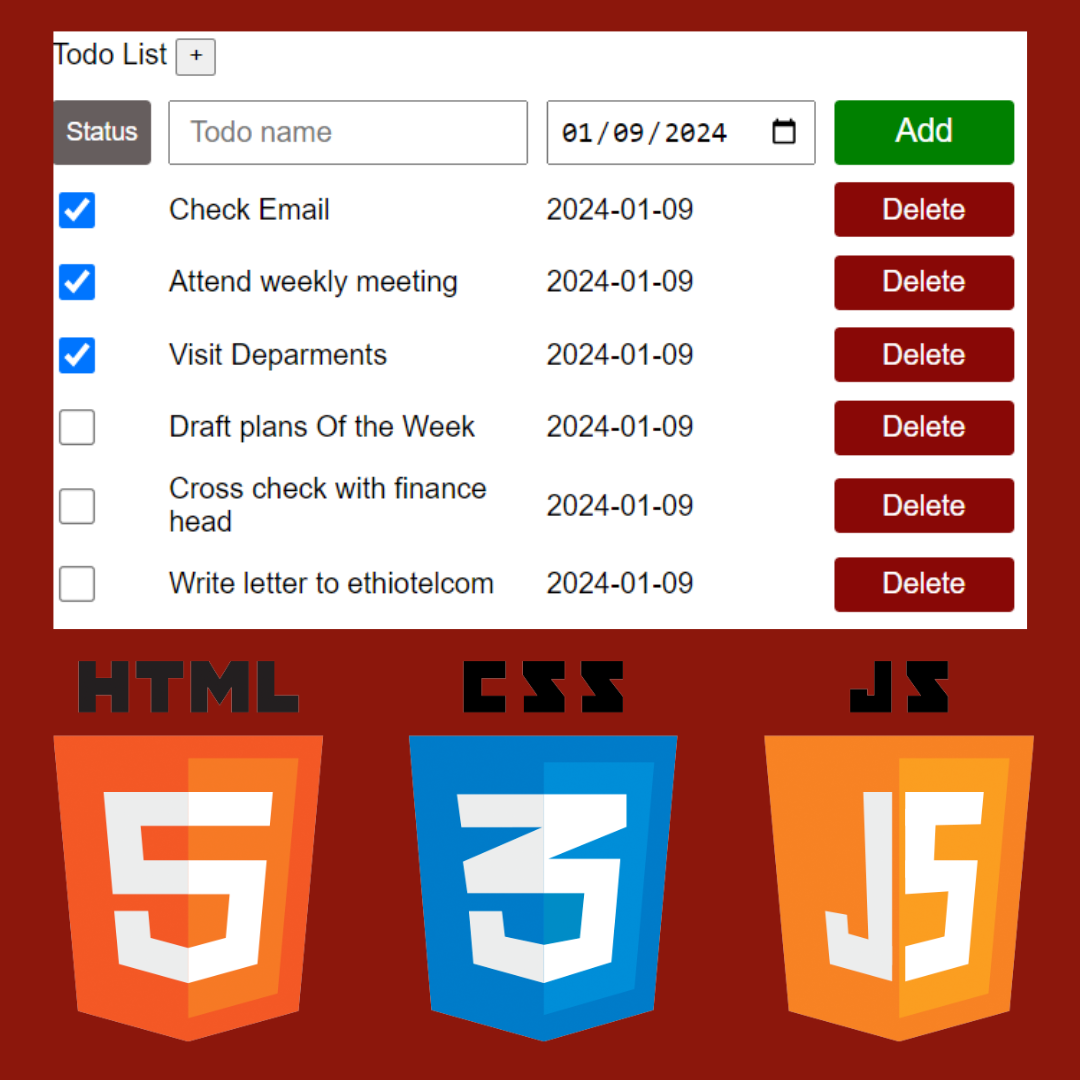 Todo List +
Status Todo name 01/09/2024 Add
Check Email 2024-01-09 Delete
Attend weekly meeting 2024-01-09 Delete
Visit Deparments 2024-01-09 Delete
Draft plans Of the Week 2024-01-09 Delete
Cross check with finance
head 2024-01-09 Delete
Write letter to ethiotelcom 2024-01-09 Delete
HTML CSS JS
5 3 JS